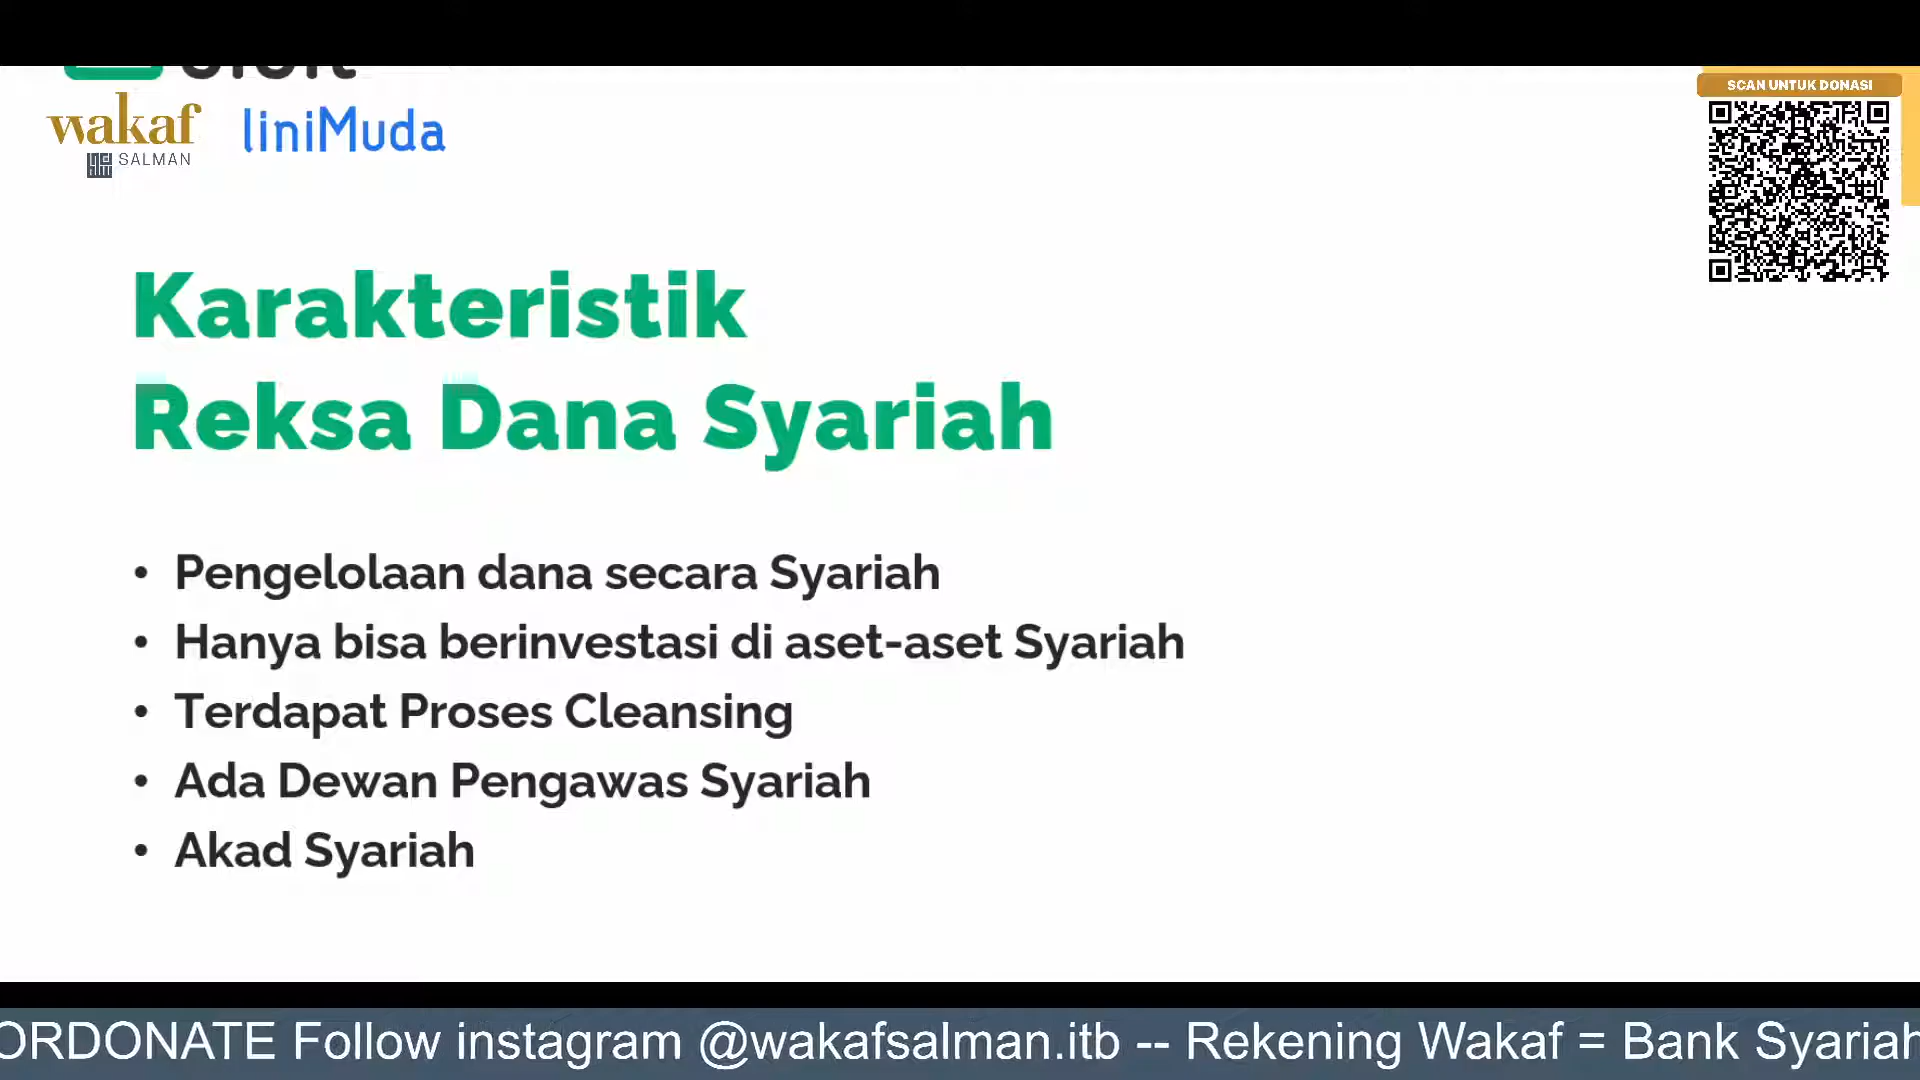 SCAN UNTUK DONASI
wakaf
SALMAN
liniMuda
Karakteristik
Reksa Dana Syariah
• Pengelolaan dana secara Syariah
• Hanya bisa berinvestasi di aset-aset Syariah
• Terdapat Proses Cleansing
• Ada Dewan Pengawas Syariah
• Akad Syariah
ORDONATE Follow instagram @wakafsalman.itb -- Rekening Wakaf = Bank Syariah